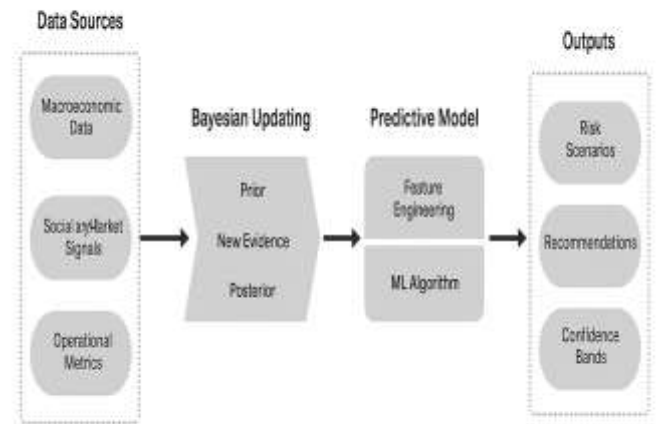 Data Sources
Macroeconomic
Data
Signals
Operational
Metrics
Bayesian Updating
Prior
New Evidence
Posterior
Predictive Model
Feature
Engineering
ML Algorithm
Outputs
Risk
Scenarios
Recommendations
Confidence
Bands